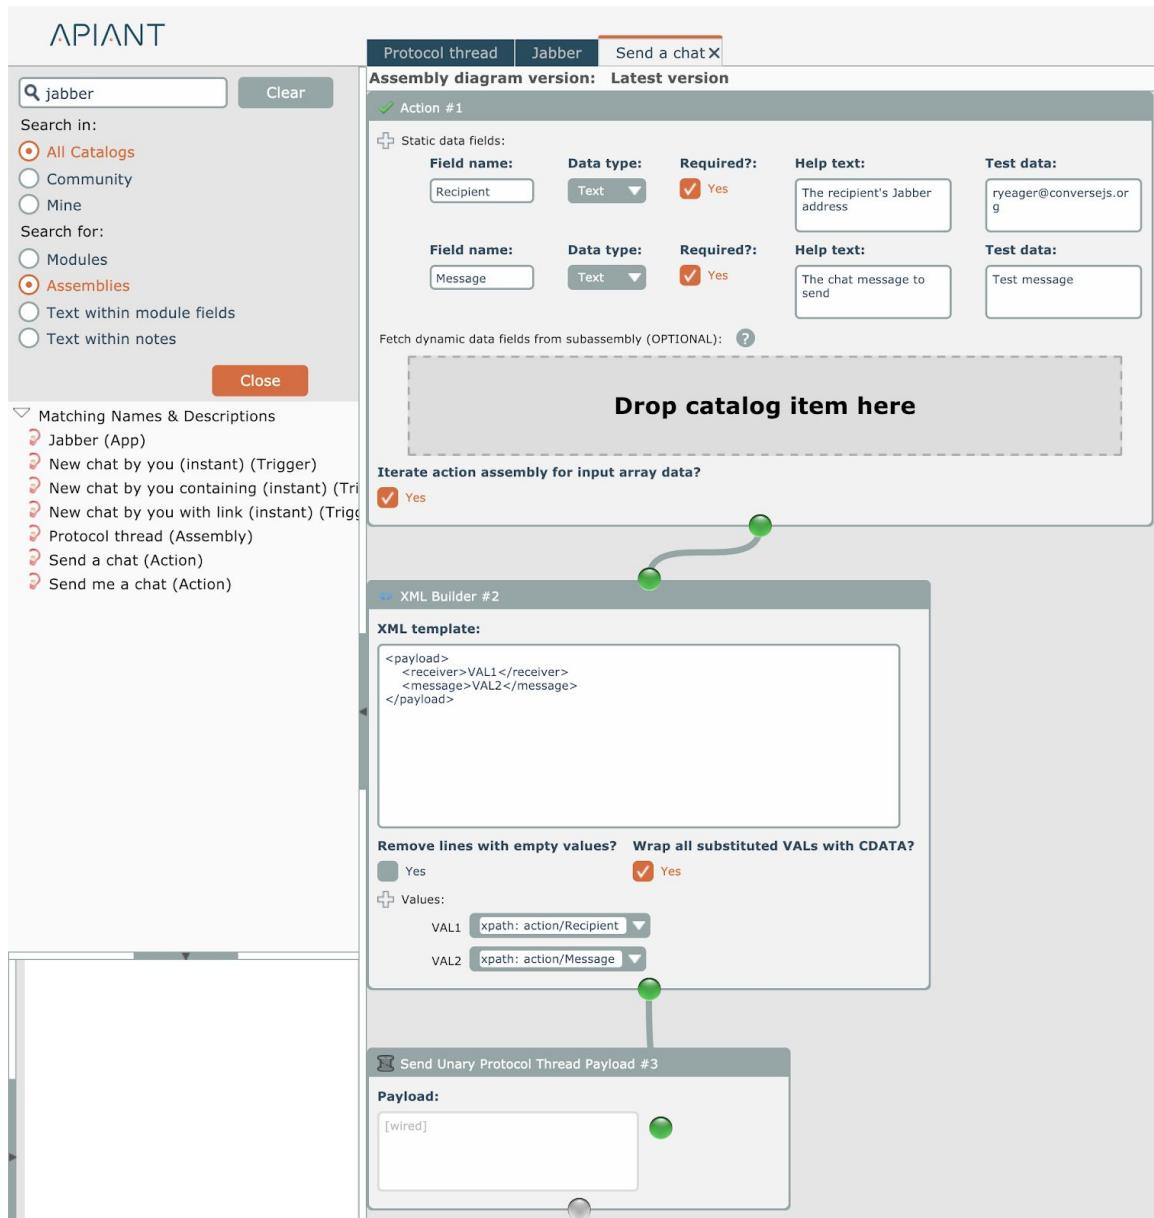 APIANT
Protocol thread
Jabber
Send a chat
jabber
Clear
Search in:
All Catalogs
Community
Mine
Search for:
Modules
Assemblies
Text within module fields
Text within notes
Close
Matching Names & Descriptions
Jabber (App)
New chat by you (instant) (Trigger)
New chat by you containing (instant) (Tri
New chat by you with link (instant) (Trigg
Protocol thread (Assembly)
Send a chat (Action)
Send me a chat (Action)
Assembly diagram version: Latest version
Action #1
Static data fields:
Field name: Data type: Required?: Help text: Test data:
Recipient Text Yes The recipient's Jabber
address
ryeager@conversejs.or
g
Field name: Data type: Required?: Help text: Test data:
Message Text Yes The chat message to
send
Test message
Fetch dynamic data fields from subassembly (OPTIONAL): ?
Drop catalog item here
Iterate action assembly for input array data?
Yes
XML Builder #2
XML template:
<payload>
<receiver>VAL1</receiver>
<message>VAL2</message>
</payload>
Remove lines with empty values? Wrap all substituted VALs with CDATA?
Yes Yes
Values:
VAL1 xpath: action/Recipient
VAL2 xpath: action/Message
Send Unary Protocol Thread Payload #3
Payload:
[wired]